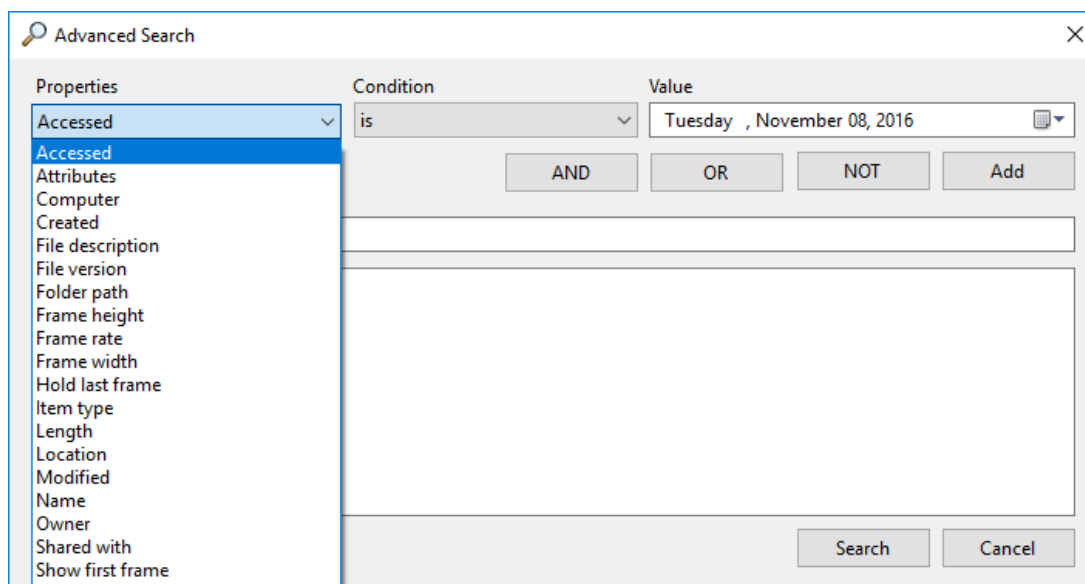 Advanced Search
Properties Condition Value
Accessed is Tuesday , November 08, 2016
AND OR NOT Add
Accessed
Attributes
Computer
Created
File description
File version
Folder path
Frame height
Frame rate
Frame width
Hold last frame
Item type
Length
Location
Modified
Name
Owner
Shared with
Show first frame
Search Cancel